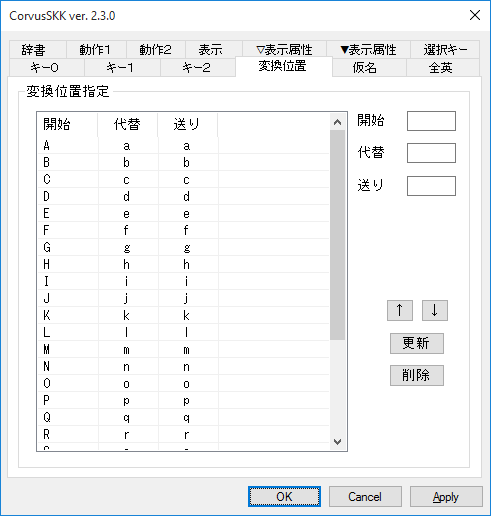 CorvusSKK ver. 2.3.0
辞書 動作1 動作2 表示 ▽表示属性 ▼表示属性 選択キー
キー0 キー1 キー2 変換位置 仮名 全英
変換位置指定
開始 代替 送り
開始
代替
送り
A a a
B b b
C c c
D d d
E e e
F f f
G g g
H h h
I i i
J j j
K k k
L l l
M m m
N n n
O o o
P p p
Q q q
R r r
↑ ↓
更新
削除
OK Cancel Apply